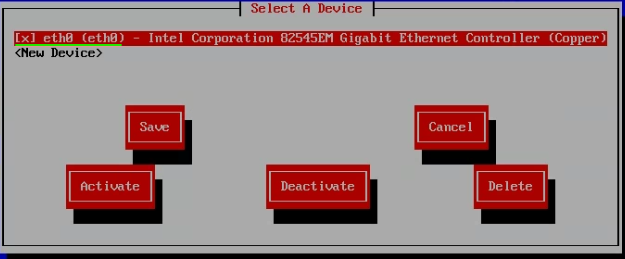 Select A Device
[x] eth0 (eth0) - Intel Corporation 82545EM Gigabit Ethernet Controller (Copper)
<New Device>
Save
Cancel
Activate
Deactivate
Delete